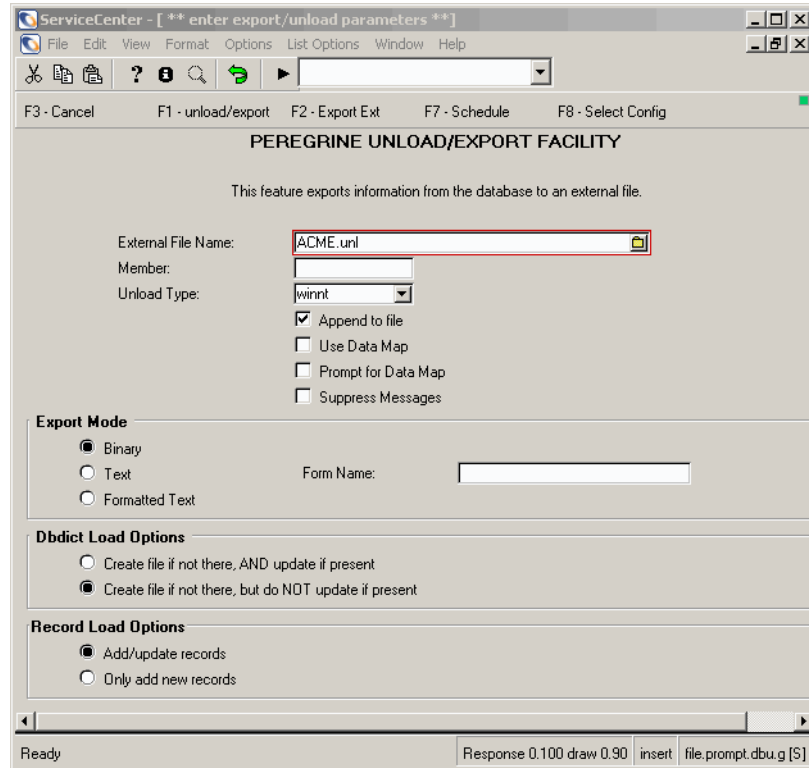 ServiceCenter - [ ** enter export/unload parameters **]
File Edit View Format Options List Options Window Help
F3 - Cancel F1 - unload/export F2 - Export Ext F7 - Schedule F8 - Select Config
PEREGRINE UNLOAD/EXPORT FACILITY
This feature exports information from the database to an external file.
External File Name: ACME.unl
Member:
Unload Type: winnt
Append to file
Use Data Map
Prompt for Data Map
Suppress Messages
Export Mode
Binary
Text Form Name:
Formatted Text
Dbdict Load Options
Create file if not there, AND update if present
Create file if not there, but do NOT update if present
Record Load Options
Add/update records
Only add new records
Ready Response 0.100 draw 0.90 insert file.prompt.dbu.g [S]